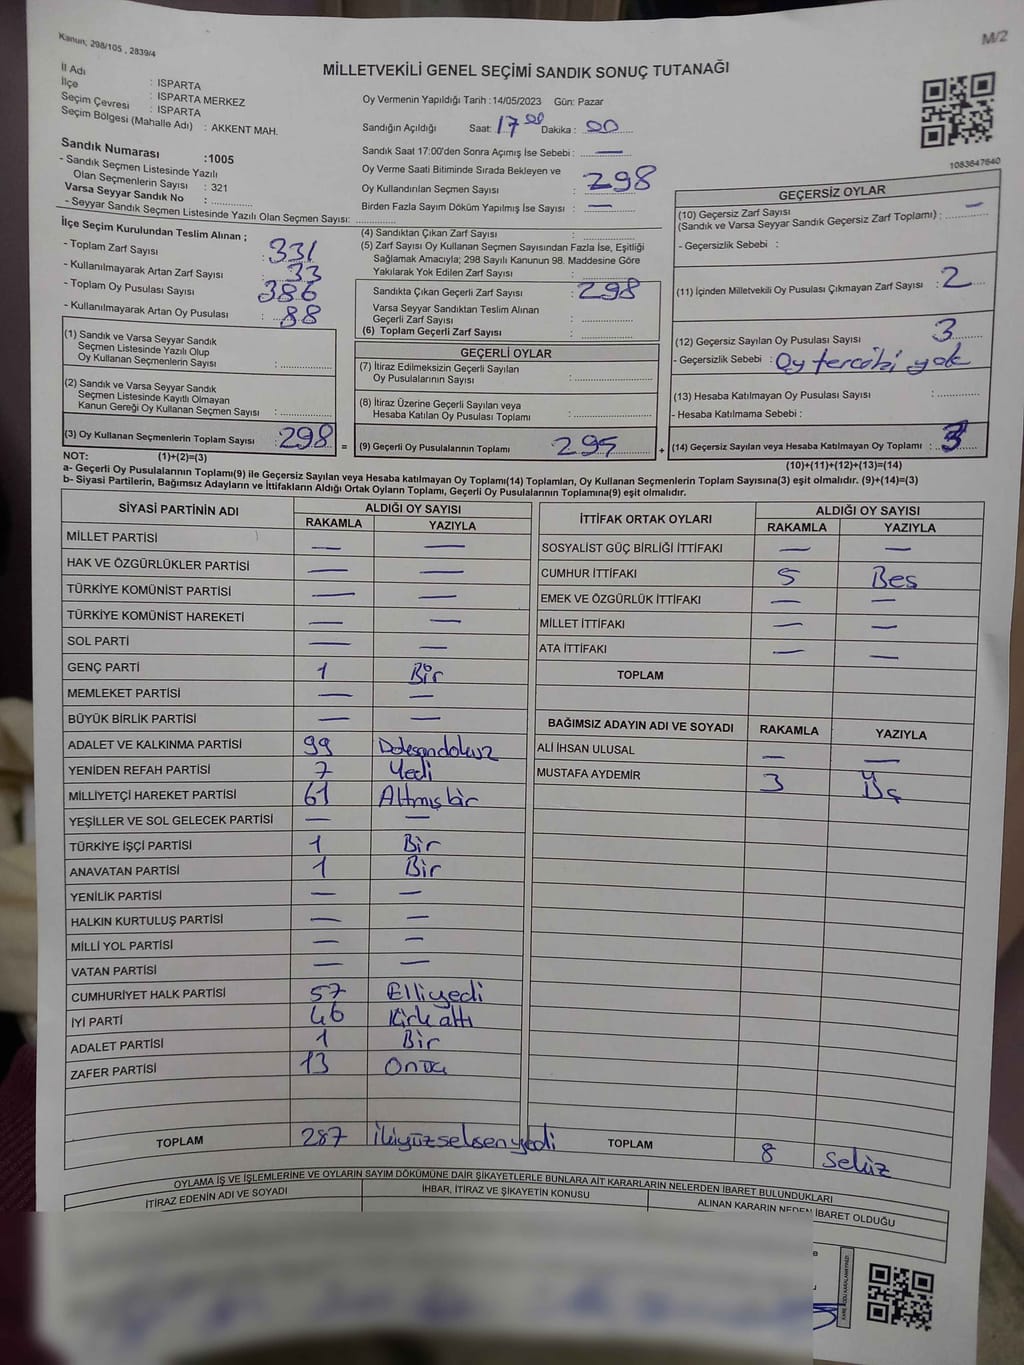 Kanun; 298/105 , 2839/4
M/2
MİLLETVEKİLİ GENEL SEÇİMİ SANDIK SONUÇ TUTANAĞI
İl Adı : ISPARTA
İlçe : ISPARTA MERKEZ
Seçim Çevresi : ISPARTA
Seçim Bölgesi (Mahalle Adı) : AKKENT MAH.
Sandık Numarası :1005
- Sandık Seçmen Listesinde Yazılı
Olan Seçmenlerin Sayısı : 321
Varsa Seyyar Sandık No :
- Seyyar Sandık Seçmen Listesinde Yazılı Olan Seçmen Sayısı:
Oy Vermenin Yapıldığı Tarih :14/05/2023 Gün: Pazar
Sandığın Açıldığı Saat: 17 00 Dakika : 00
Sandık Saat 17:00'den Sonra Açımış İse Sebebi : —
Oy Verme Saati Bitiminde Sırada Bekleyen ve
Oy Kullandırılan Seçmen Sayısı : 298
Birden Fazla Sayım Döküm Yapılmış İse Sayısı : —
1083647640
İlçe Seçim Kurulundan Teslim Alınan ;
- Toplam Zarf Sayısı : 331
- Kullanılmayarak Artan Zarf Sayısı : 33
- Toplam Oy Pusulası Sayısı : 386
- Kullanılmayarak Artan Oy Pusulası : 88
(1) Sandık ve Varsa Seyyar Sandık
Seçmen Listesinde Yazılı Olup
Oy Kullanan Seçmenlerin Sayısı :
(2) Sandık ve Varsa Seyyar Sandık
Seçmen Listesinde Kayıtlı Olmayan
Kanun Gereği Oy Kullanan Seçmen Sayısı :
(3) Oy Kullanan Seçmenlerin Toplam Sayısı : 298 =
(4) Sandıktan Çıkan Zarf Sayısı :
(5) Zarf Sayısı Oy Kullanan Seçmen Sayısından Fazla İse, Eşitliği
Sağlamak Amacıyla; 298 Sayılı Kanunun 98. Maddesine Göre
Yakılarak Yok Edilen Zarf Sayısı :
Sandıkta Çıkan Geçerli Zarf Sayısı : 298
Varsa Seyyar Sandıktan Teslim Alınan
Geçerli Zarf Sayısı :
(6) Toplam Geçerli Zarf Sayısı :
GEÇERLİ OYLAR
(7) İtiraz Edilmeksizin Geçerli Sayılan
Oy Pusulalarının Sayısı :
(8) İtiraz Üzerine Geçerli Sayılan veya
Hesaba Katılan Oy Pusulası Toplamı :
(9) Geçerli Oy Pusulalarının Toplamı : 295 +
GEÇERSİZ OYLAR
(10) Geçersiz Zarf Sayısı
(Sandık ve Varsa Seyyar Sandık Geçersiz Zarf Toplamı) : —
- Geçersizlik Sebebi :
(11) İçinden Milletvekili Oy Pusulası Çıkmayan Zarf Sayısı : 2
(12) Geçersiz Sayılan Oy Pusulası Sayısı : 3
- Geçersizlik Sebebi : Oy tercihi yok
(13) Hesaba Katılmayan Oy Pusulası Sayısı :
- Hesaba Katılmama Sebebi :
(14) Geçersiz Sayılan veya Hesaba Katılmayan Oy Toplamı : 3
NOT: (1)+(2)=(3)
(10)+(11)+(12)+(13)=(14)
a- Geçerli Oy Pusulalarının Toplamı(9) ile Geçersiz Sayılan veya Hesaba katılmayan Oy Toplamı(14) Toplamları, Oy Kullanan Seçmenlerin Toplam Sayısına(3) eşit olmalıdır. (9)+(14)=(3)
b- Siyasi Partilerin, Bağımsız Adayların ve İttifakların Aldığı Ortak Oyların Toplamı, Geçerli Oy Pusulalarının Toplamına(9) eşit olmalıdır.
SİYASİ PARTİNİN ADI ALDIĞI OY SAYISI
RAKAMLA YAZIYLA
MİLLET PARTİSİ — —
HAK VE ÖZGÜRLÜKLER PARTİSİ — —
TÜRKİYE KOMÜNİST PARTİSİ — —
TÜRKİYE KOMÜNİST HAREKETİ — —
SOL PARTİ — —
GENÇ PARTİ 1 Bir
MEMLEKET PARTİSİ — —
BÜYÜK BİRLİK PARTİSİ — —
ADALET VE KALKINMA PARTİSİ 99 Doksandokuz
YENİDEN REFAH PARTİSİ 7 Yedi
MİLLİYETÇİ HAREKET PARTİSİ 61 Altmışbir
YEŞİLLER VE SOL GELECEK PARTİSİ — —
TÜRKİYE İŞÇİ PARTİSİ 1 Bir
ANAVATAN PARTİSİ 1 Bir
YENİLİK PARTİSİ — —
HALKIN KURTULUŞ PARTİSİ — —
MİLLİ YOL PARTİSİ — —
VATAN PARTİSİ — —
CUMHURİYET HALK PARTİSİ 57 Elliyedi
İYİ PARTİ 46 Kırkaltı
ADALET PARTİSİ 1 Bir
ZAFER PARTİSİ 13 Onüç
TOPLAM 287 İkiyüzseksenyedi
İTTİFAK ORTAK OYLARI ALDIĞI OY SAYISI
RAKAMLA YAZIYLA
SOSYALİST GÜÇ BİRLİĞİ İTTİFAKI — —
CUMHUR İTTİFAKI 5 Beş
EMEK VE ÖZGÜRLÜK İTTİFAKI — —
MİLLET İTTİFAKI — —
ATA İTTİFAKI — —
TOPLAM
BAĞIMSIZ ADAYIN ADI VE SOYADI RAKAMLA YAZIYLA
ALİ İHSAN ULUSAL — —
MUSTAFA AYDEMİR 3 Üç
TOPLAM 8 Sekiz
OYLAMA İŞ VE İŞLEMLERİNE VE OYLARIN SAYIM DÖKÜMÜNE DAİR ŞİKAYETLERLE BUNLARA AİT KARARLARIN NELERDEN İBARET BULUNDUKLARI
İTİRAZ EDENİN ADI VE SOYADI İHBAR, İTİRAZ VE ŞİKAYETİN KONUSU ALINAN KARARIN NEDEN İBARET OLDUĞU